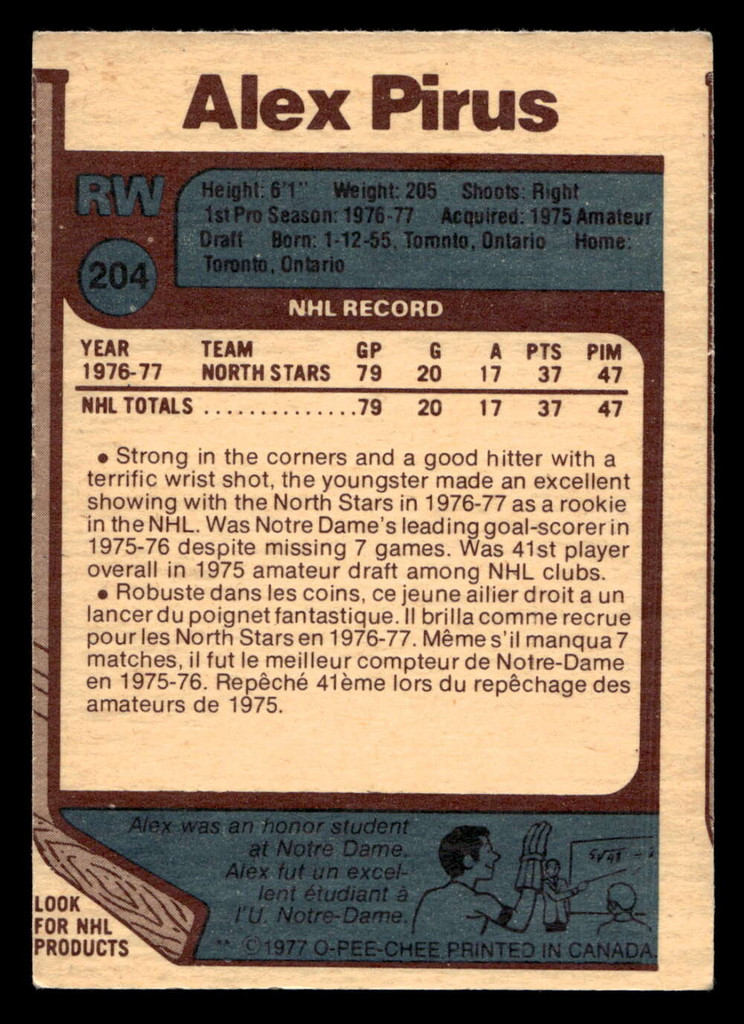 Alex Pirus
RW
204
Height: 6'1" Weight: 205 Shoots: Right
1st Pro Season: 1976-77 Acquired: 1975 Amateur
Draft Born: 1-12-55, Toronto, Ontario Home:
Toronto, Ontario
NHL RECORD
YEAR TEAM GP G A PTS PIM
1976-77 NORTH STARS 79 20 17 37 47
NHL TOTALS ..............79 20 17 37 47
• Strong in the corners and a good hitter with a
terrific wrist shot, the youngster made an excellent
showing with the North Stars in 1976-77 as a rookie
in the NHL. Was Notre Dame's leading goal-scorer in
1975-76 despite missing 7 games. Was 41st player
overall in 1975 amateur draft among NHL clubs.
• Robuste dans les coins, ce jeune ailier droit a un
lancer du poignet fantastique. Il brilla comme recrue
pour les North Stars en 1976-77. Même s'il manqua 7
matches, il fut le meilleur compteur de Notre-Dame
en 1975-76. Repêché 41ème lors du repêchage des
amateurs de 1975.
Alex was an honor student
at Notre Dame.
Alex fut un excel-
lent étudiant à
l'U. Notre-Dame.
LOOK
FOR NHL
PRODUCTS
** ©1977 O-PEE-CHEE PRINTED IN CANADA